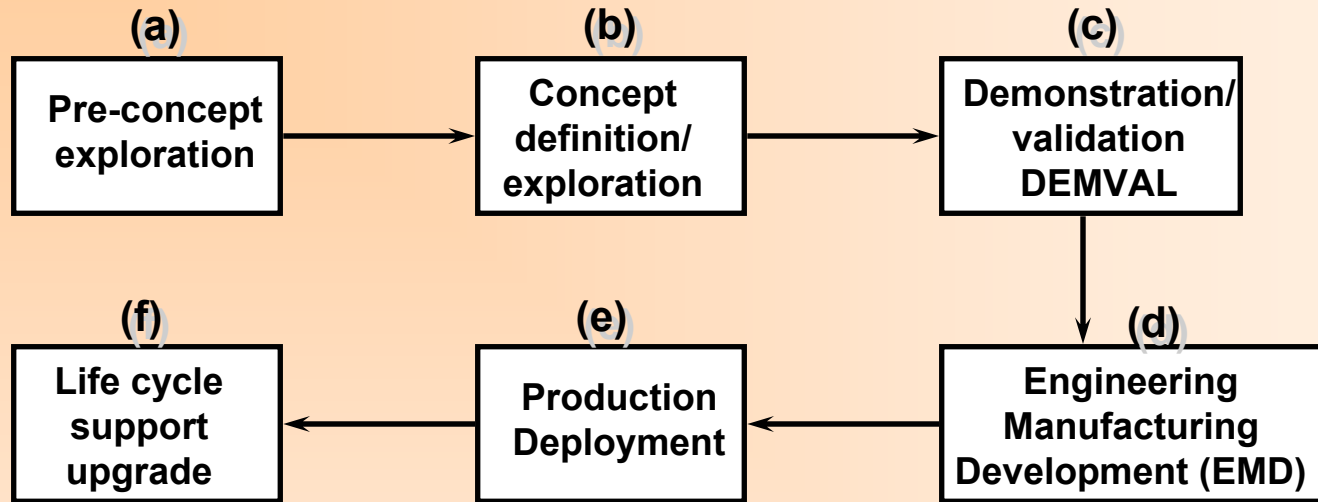 (a)
Pre-concept
exploration
(b)
Concept
definition/
exploration
(c)
Demonstration/
validation
DEMVAL
(d)
Engineering
Manufacturing
Development (EMD)
(e)
Production
Deployment
(f)
Life cycle
support
upgrade